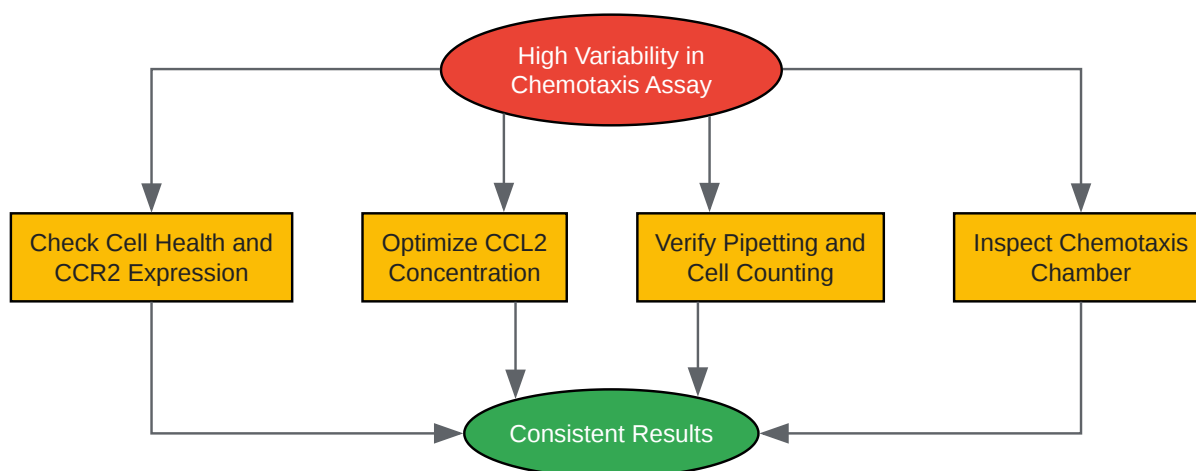 High Variability in
Chemotaxis Assay
Check Cell Health and
CCR2 Expression
Optimize CCL2
Concentration
Verify Pipetting and
Cell Counting
Inspect Chemotaxis
Chamber
Consistent Results